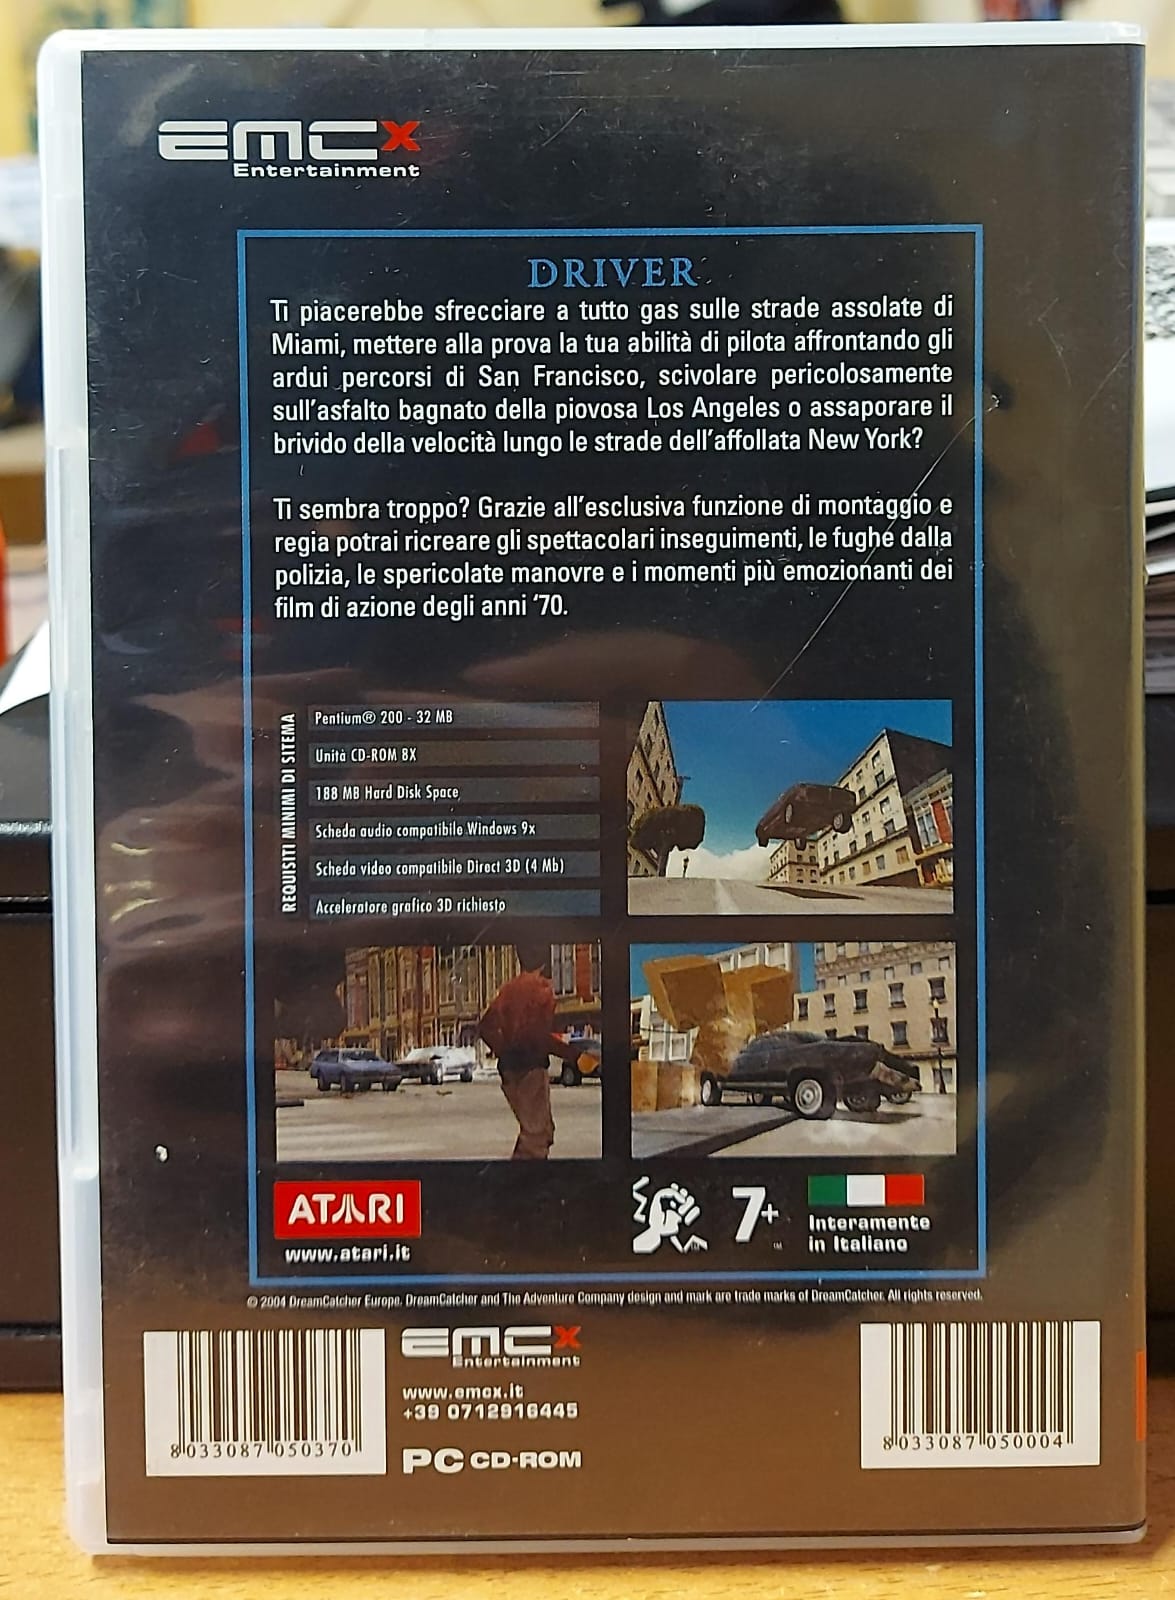 EMCX
Entertainment
DRIVER
Ti piacerebbe sfrecciare a tutto gas sulle strade assolate di
Miami, mettere alla prova la tua abilità di pilota affrontando gli
ardui percorsi di San Francisco, scivolare pericolosamente
sull'asfalto bagnato della piovosa Los Angeles o assaporare il
brivido della velocità lungo le strade dell'affollata New York?
Ti sembra troppo? Grazie all'esclusiva funzione di montaggio e
regia potrai ricreare gli spettacolari inseguimenti, le fughe dalla
polizia, le spericolate manovre e i momenti più emozionanti dei
film di azione degli anni '70.
REQUISITI MINIMI DI SITEMA
Pentium® 200 - 32 MB
Unità CD-ROM 8X
188 MB Hard Disk Space
Scheda audio compatibile Windows 9x
Scheda video compatibile Direct 3D (4 Mb)
Acceleratore grafico 3D richiesto
ATARI
www.atari.it
7+
TM
Interamente
in Italiano
© 2004 DreamCatcher Europe. DreamCatcher and The Adventure Company design and mark are trade marks of DreamCatcher. All rights reserved.
8 033087 050370
EMCX
Entertainment
www.emcx.it
+39 0712916445
PC CD-ROM
8 033087 050004